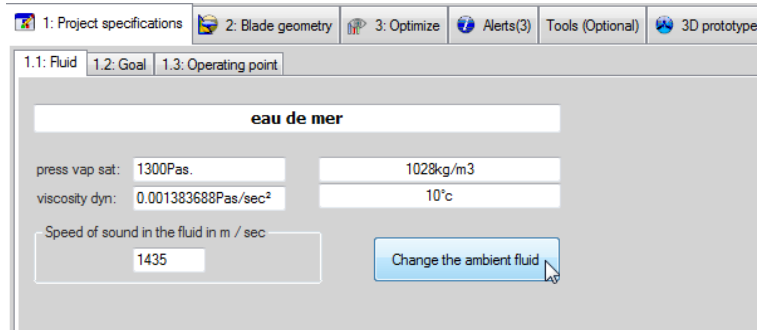 1: Project specifications 2: Blade geometry 3: Optimize Alerts(3) Tools (Optional) 3D prototype
1.1: Fluid 1.2: Goal 1.3: Operating point
eau de mer
press vap sat: 1300Pas. 1028kg/m3
viscosity dyn: 0.001383688Pas/sec² 10°c
Speed of sound in the fluid in m / sec
1435 Change the ambient fluid